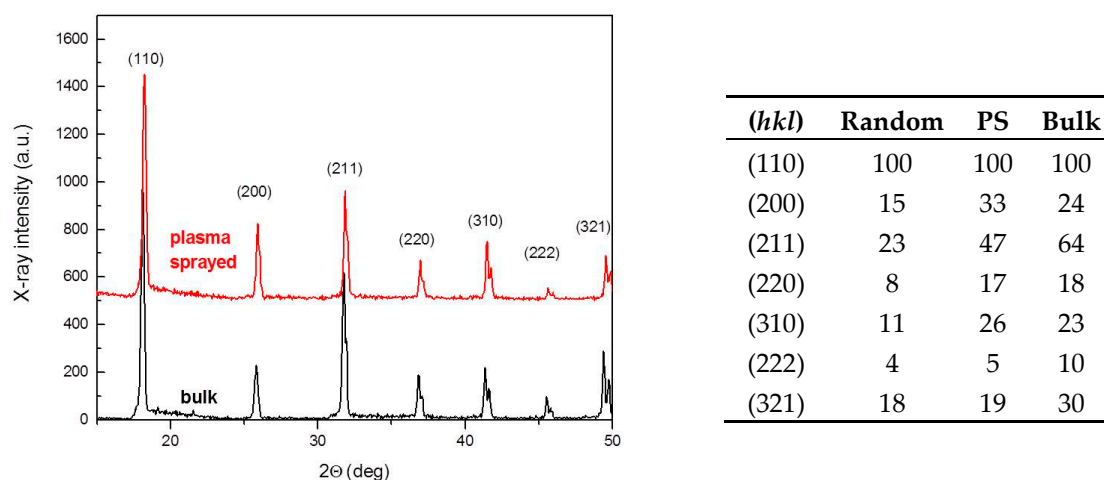 1600
1400
1200
1000
800
600
400
200
0
X-ray intensity (a.u.)
(110)
(200)
(211)
(220)
(310)
(222)
(321)
plasma
sprayed
bulk
20 30 40 50
2Θ (deg)
(hkl) Random PS Bulk
(110) 100 100 100
(200) 15 33 24
(211) 23 47 64
(220) 8 17 18
(310) 11 26 23
(222) 4 5 10
(321) 18 19 30